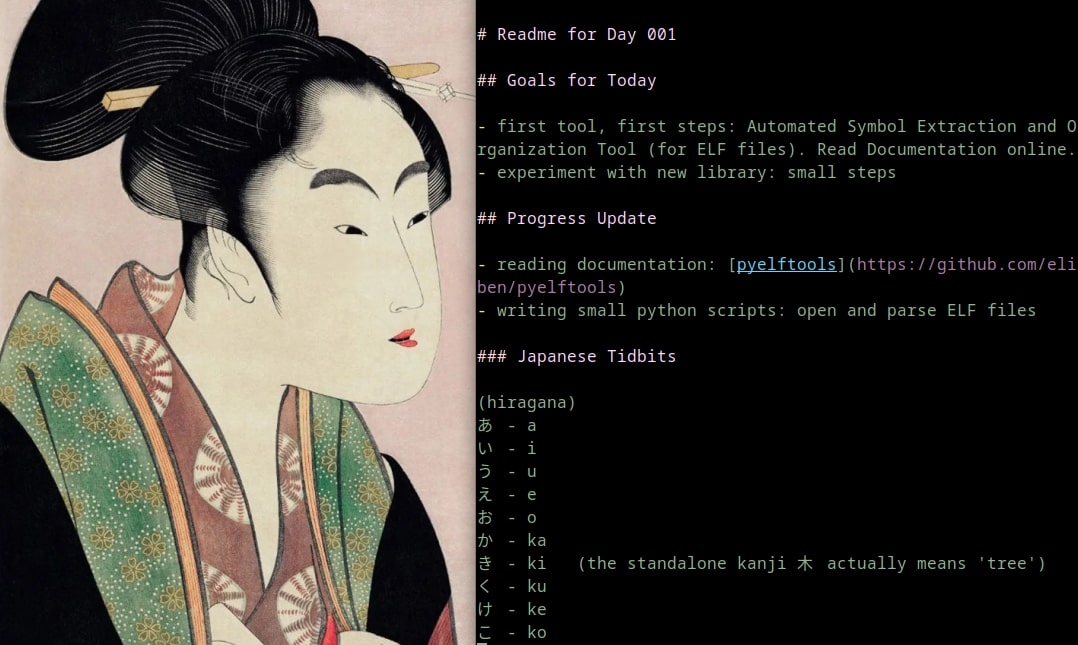 # Readme for Day 001
## Goals for Today
- first tool, first steps: Automated Symbol Extraction and O
rganization Tool (for ELF files). Read Documentation online.
- experiment with new library: small steps
## Progress Update
- reading documentation: [pyelftools](https://github.com/eli
ben/pyelftools)
- writing small python scripts: open and parse ELF files
### Japanese Tidbits
(hiragana)
あ - a
い - i
う - u
え - e
お - o
か - ka
き - ki (the standalone kanji 木 actually means 'tree')
く - ku
け - ke
こ - ko